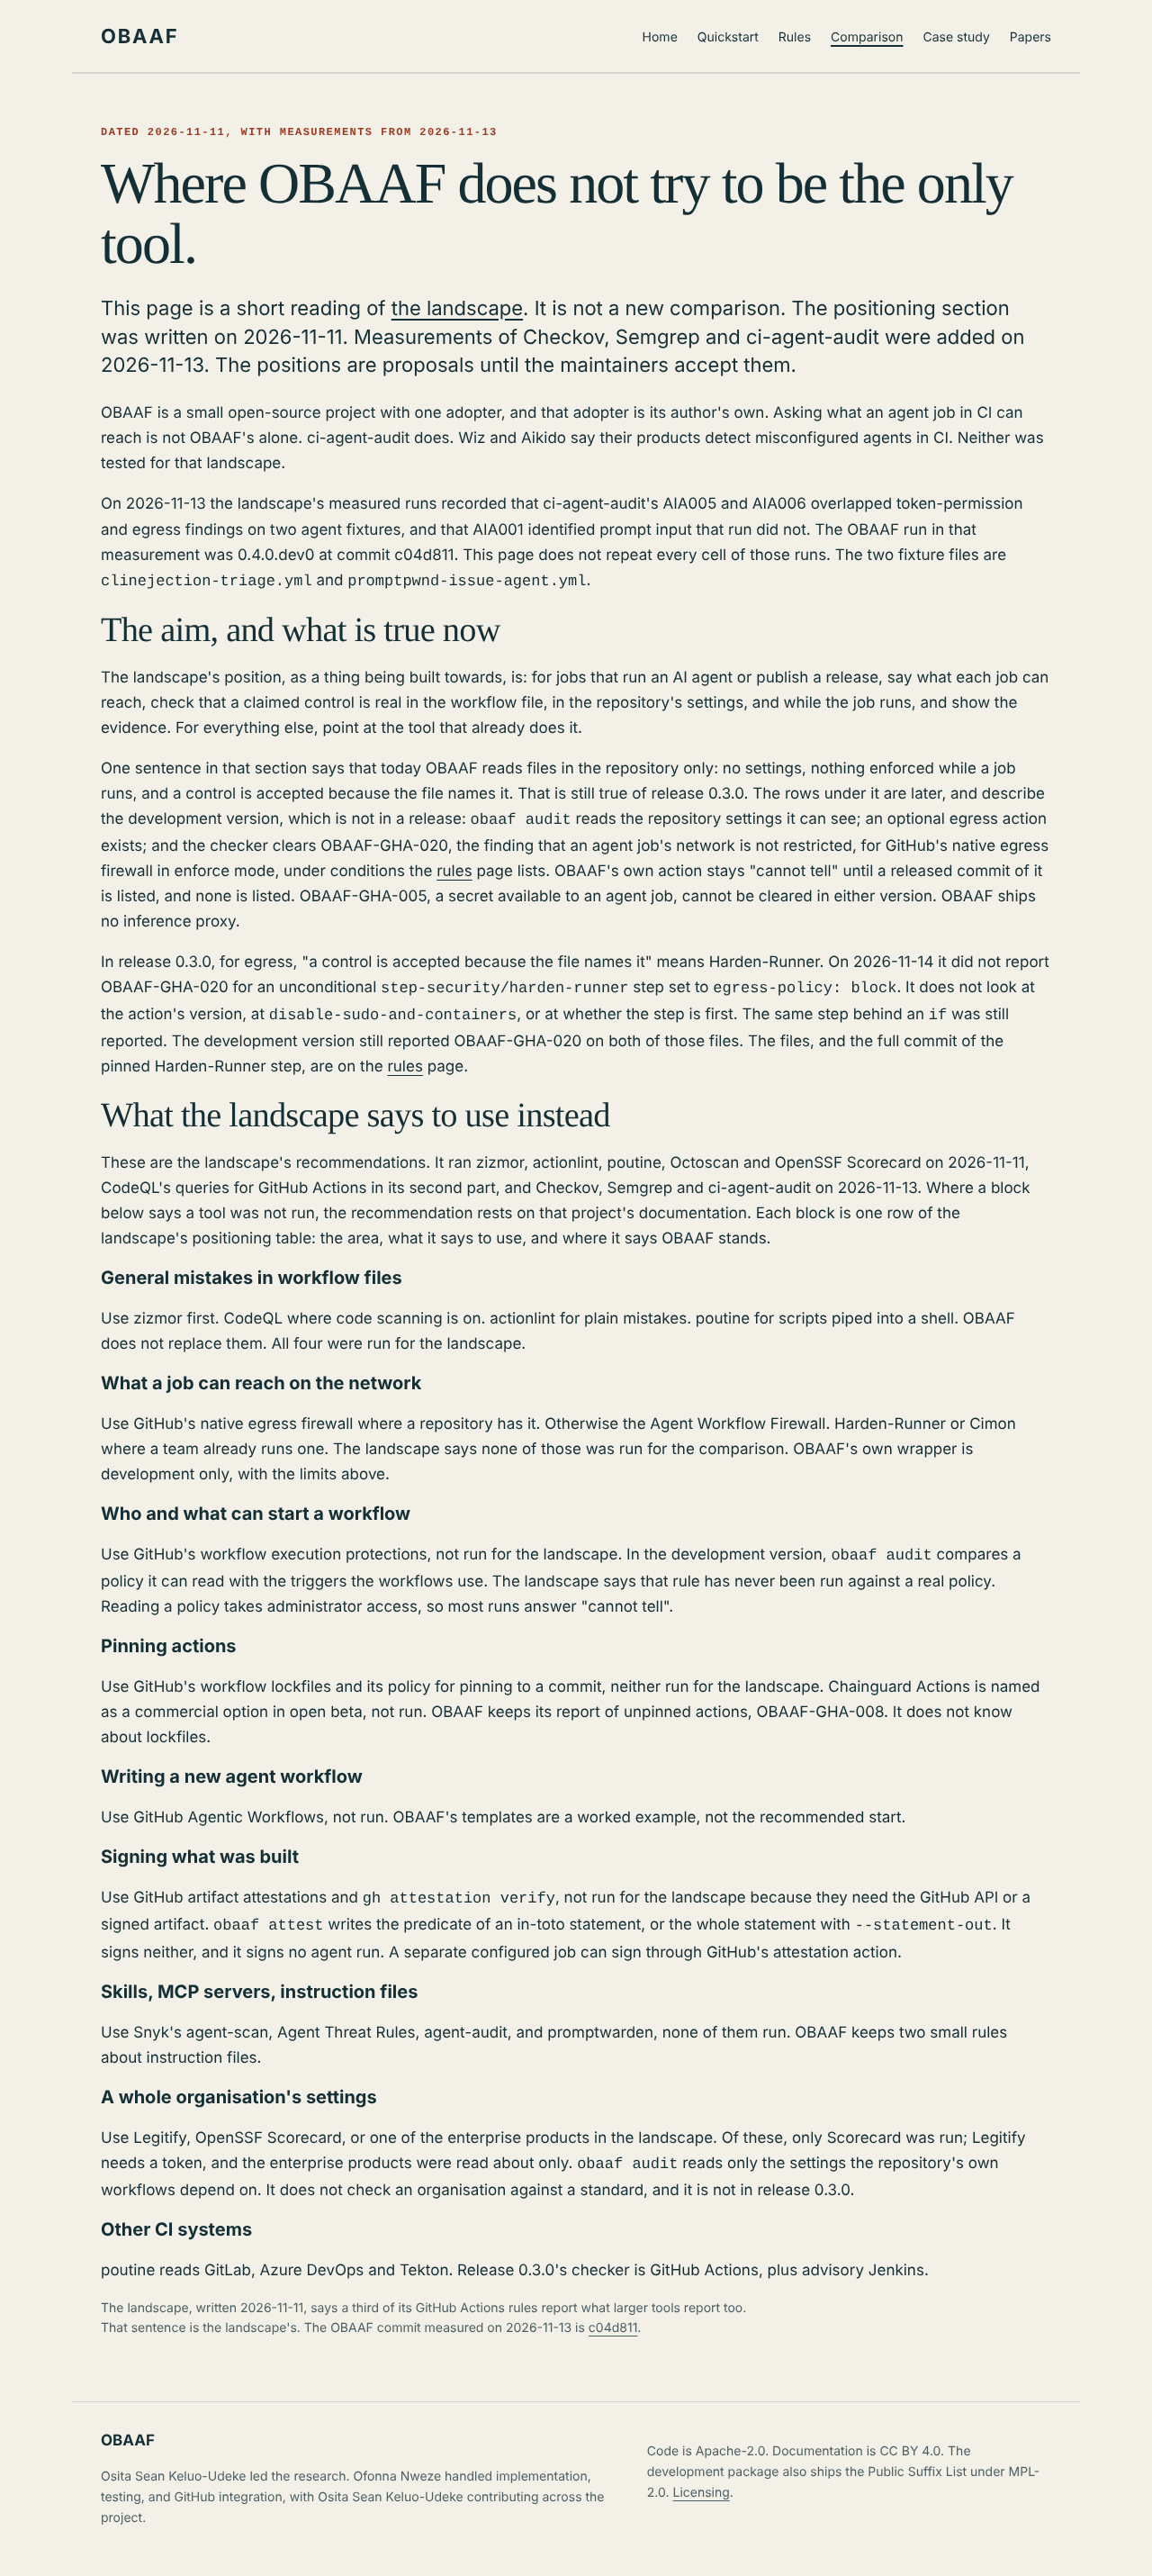 OBAAF
Home Quickstart Rules Comparison Case study Papers
DATED 2026-11-11, WITH MEASUREMENTS FROM 2026-11-13
Where OBAAF does not try to be the only
tool.
This page is a short reading of the landscape. It is not a new comparison. The positioning section
was written on 2026-11-11. Measurements of Checkov, Semgrep and ci-agent-audit were added on
2026-11-13. The positions are proposals until the maintainers accept them.
OBAAF is a small open-source project with one adopter, and that adopter is its author's own. Asking what an agent job in CI can
reach is not OBAAF's alone. ci-agent-audit does. Wiz and Aikido say their products detect misconfigured agents in CI. Neither was
tested for that landscape.
On 2026-11-13 the landscape's measured runs recorded that ci-agent-audit's AIA005 and AIA006 overlapped token-permission
and egress findings on two agent fixtures, and that AIA001 identified prompt input that run did not. The OBAAF run in that
measurement was 0.4.0.dev0 at commit c04d811. This page does not repeat every cell of those runs. The two fixture files are
clinejection-triage.yml and promptpwnd-issue-agent.yml.
The aim, and what is true now
The landscape's position, as a thing being built towards, is: for jobs that run an AI agent or publish a release, say what each job can
reach, check that a claimed control is real in the workflow file, in the repository's settings, and while the job runs, and show the
evidence. For everything else, point at the tool that already does it.
One sentence in that section says that today OBAAF reads files in the repository only: no settings, nothing enforced while a job
runs, and a control is accepted because the file names it. That is still true of release 0.3.0. The rows under it are later, and describe
the development version, which is not in a release: obaaf audit reads the repository settings it can see; an optional egress action
exists; and the checker clears OBAAF-GHA-020, the finding that an agent job's network is not restricted, for GitHub's native egress
firewall in enforce mode, under conditions the rules page lists. OBAAF's own action stays "cannot tell" until a released commit of it
is listed, and none is listed. OBAAF-GHA-005, a secret available to an agent job, cannot be cleared in either version. OBAAF ships
no inference proxy.
In release 0.3.0, for egress, "a control is accepted because the file names it" means Harden-Runner. On 2026-11-14 it did not report
OBAAF-GHA-020 for an unconditional step-security/harden-runner step set to egress-policy: block. It does not look at
the action's version, at disable-sudo-and-containers, or at whether the step is first. The same step behind an if was still
reported. The development version still reported OBAAF-GHA-020 on both of those files. The files, and the full commit of the
pinned Harden-Runner step, are on the rules page.
What the landscape says to use instead
These are the landscape's recommendations. It ran zizmor, actionlint, poutine, Octoscan and OpenSSF Scorecard on 2026-11-11,
CodeQL's queries for GitHub Actions in its second part, and Checkov, Semgrep and ci-agent-audit on 2026-11-13. Where a block
below says a tool was not run, the recommendation rests on that project's documentation. Each block is one row of the
landscape's positioning table: the area, what it says to use, and where it says OBAAF stands.
General mistakes in workflow files
Use zizmor first. CodeQL where code scanning is on. actionlint for plain mistakes. poutine for scripts piped into a shell. OBAAF
does not replace them. All four were run for the landscape.
What a job can reach on the network
Use GitHub's native egress firewall where a repository has it. Otherwise the Agent Workflow Firewall. Harden-Runner or Cimon
where a team already runs one. The landscape says none of those was run for the comparison. OBAAF's own wrapper is
development only, with the limits above.
Who and what can start a workflow
Use GitHub's workflow execution protections, not run for the landscape. In the development version, obaaf audit compares a
policy it can read with the triggers the workflows use. The landscape says that rule has never been run against a real policy.
Reading a policy takes administrator access, so most runs answer "cannot tell".
Pinning actions
Use GitHub's workflow lockfiles and its policy for pinning to a commit, neither run for the landscape. Chainguard Actions is named
as a commercial option in open beta, not run. OBAAF keeps its report of unpinned actions, OBAAF-GHA-008. It does not know
about lockfiles.
Writing a new agent workflow
Use GitHub Agentic Workflows, not run. OBAAF's templates are a worked example, not the recommended start.
Signing what was built
Use GitHub artifact attestations and gh attestation verify, not run for the landscape because they need the GitHub API or a
signed artifact. obaaf attest writes the predicate of an in-toto statement, or the whole statement with --statement-out. It
signs neither, and it signs no agent run. A separate configured job can sign through GitHub's attestation action.
Skills, MCP servers, instruction files
Use Snyk's agent-scan, Agent Threat Rules, agent-audit, and promptwarden, none of them run. OBAAF keeps two small rules
about instruction files.
A whole organisation's settings
Use Legitify, OpenSSF Scorecard, or one of the enterprise products in the landscape. Of these, only Scorecard was run; Legitify
needs a token, and the enterprise products were read about only. obaaf audit reads only the settings the repository's own
workflows depend on. It does not check an organisation against a standard, and it is not in release 0.3.0.
Other CI systems
poutine reads GitLab, Azure DevOps and Tekton. Release 0.3.0's checker is GitHub Actions, plus advisory Jenkins.
The landscape, written 2026-11-11, says a third of its GitHub Actions rules report what larger tools report too.
That sentence is the landscape's. The OBAAF commit measured on 2026-11-13 is c04d811.
OBAAF
Osita Sean Keluo-Udeke led the research. Ofonna Nweze handled implementation,
testing, and GitHub integration, with Osita Sean Keluo-Udeke contributing across the
project.
Code is Apache-2.0. Documentation is CC BY 4.0. The
development package also ships the Public Suffix List under MPL-
2.0. Licensing.